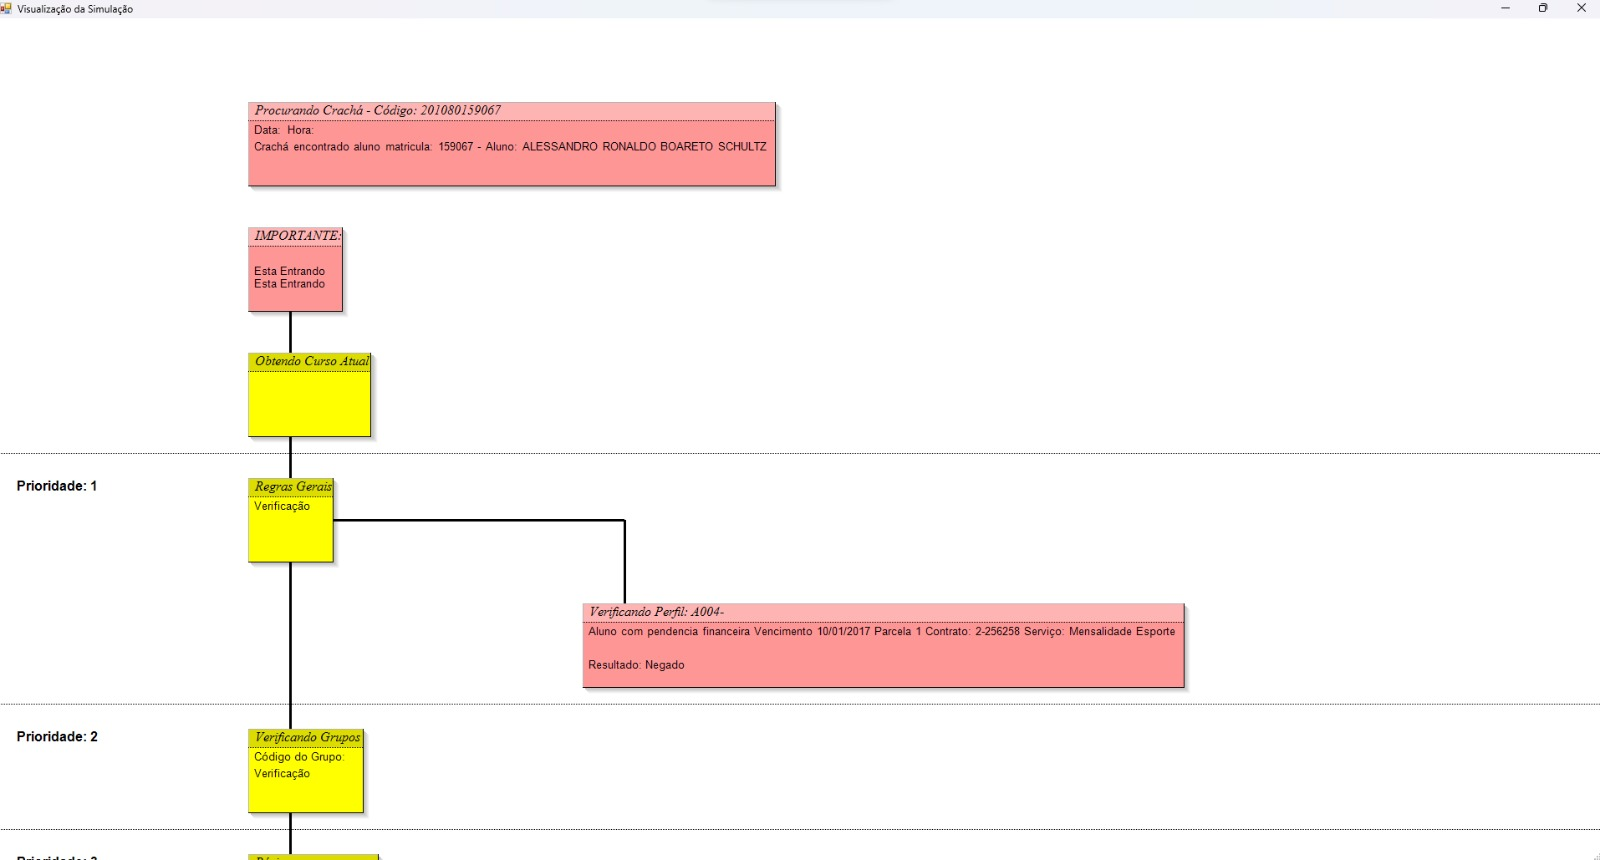 Visualização da Simulação
Procurando Crachá - Código: 201080159067
Data: Hora:
Crachá encontrado aluno matricula: 159067 - Aluno: ALESSANDRO RONALDO BOARETO SCHULTZ
IMPORTANTE:
Esta Entrando
Esta Entrando
Obtendo Curso Atual
Prioridade: 1
Regras Gerais
Verificação
Verificando Perfil: A004-
Aluno com pendencia financeira Vencimento 10/01/2017 Parcela 1 Contrato: 2-256258 Serviço: Mensalidade Esporte
Resultado: Negado
Prioridade: 2
Verificando Grupos
Código do Grupo:
Verificação
Prioridade: 3